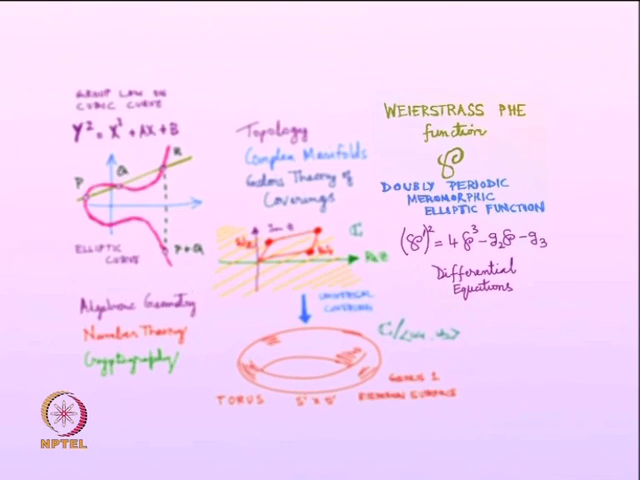 GROUP LAW ON
CUBIC CURVE
Y² = X³ + AX + B
P
Q
R
P+Q
ELLIPTIC
CURVE
Algebraic Geometry
Number Theory
Cryptography
Topology
Complex Manifolds
Galois Theory of
Coverings
Im z
ℂ
Re z
UNIVERSAL
COVERING
TORUS
S¹ x S¹
GENUS 1
RIEMANN SURFACE
WEIERSTRASS PHE
function
℘
DOUBLY PERIODIC
MEROMORPHIC
ELLIPTIC FUNCTION
(℘)² = 4℘³ - g₂℘ - g₃
Differential
Equations
NPTEL